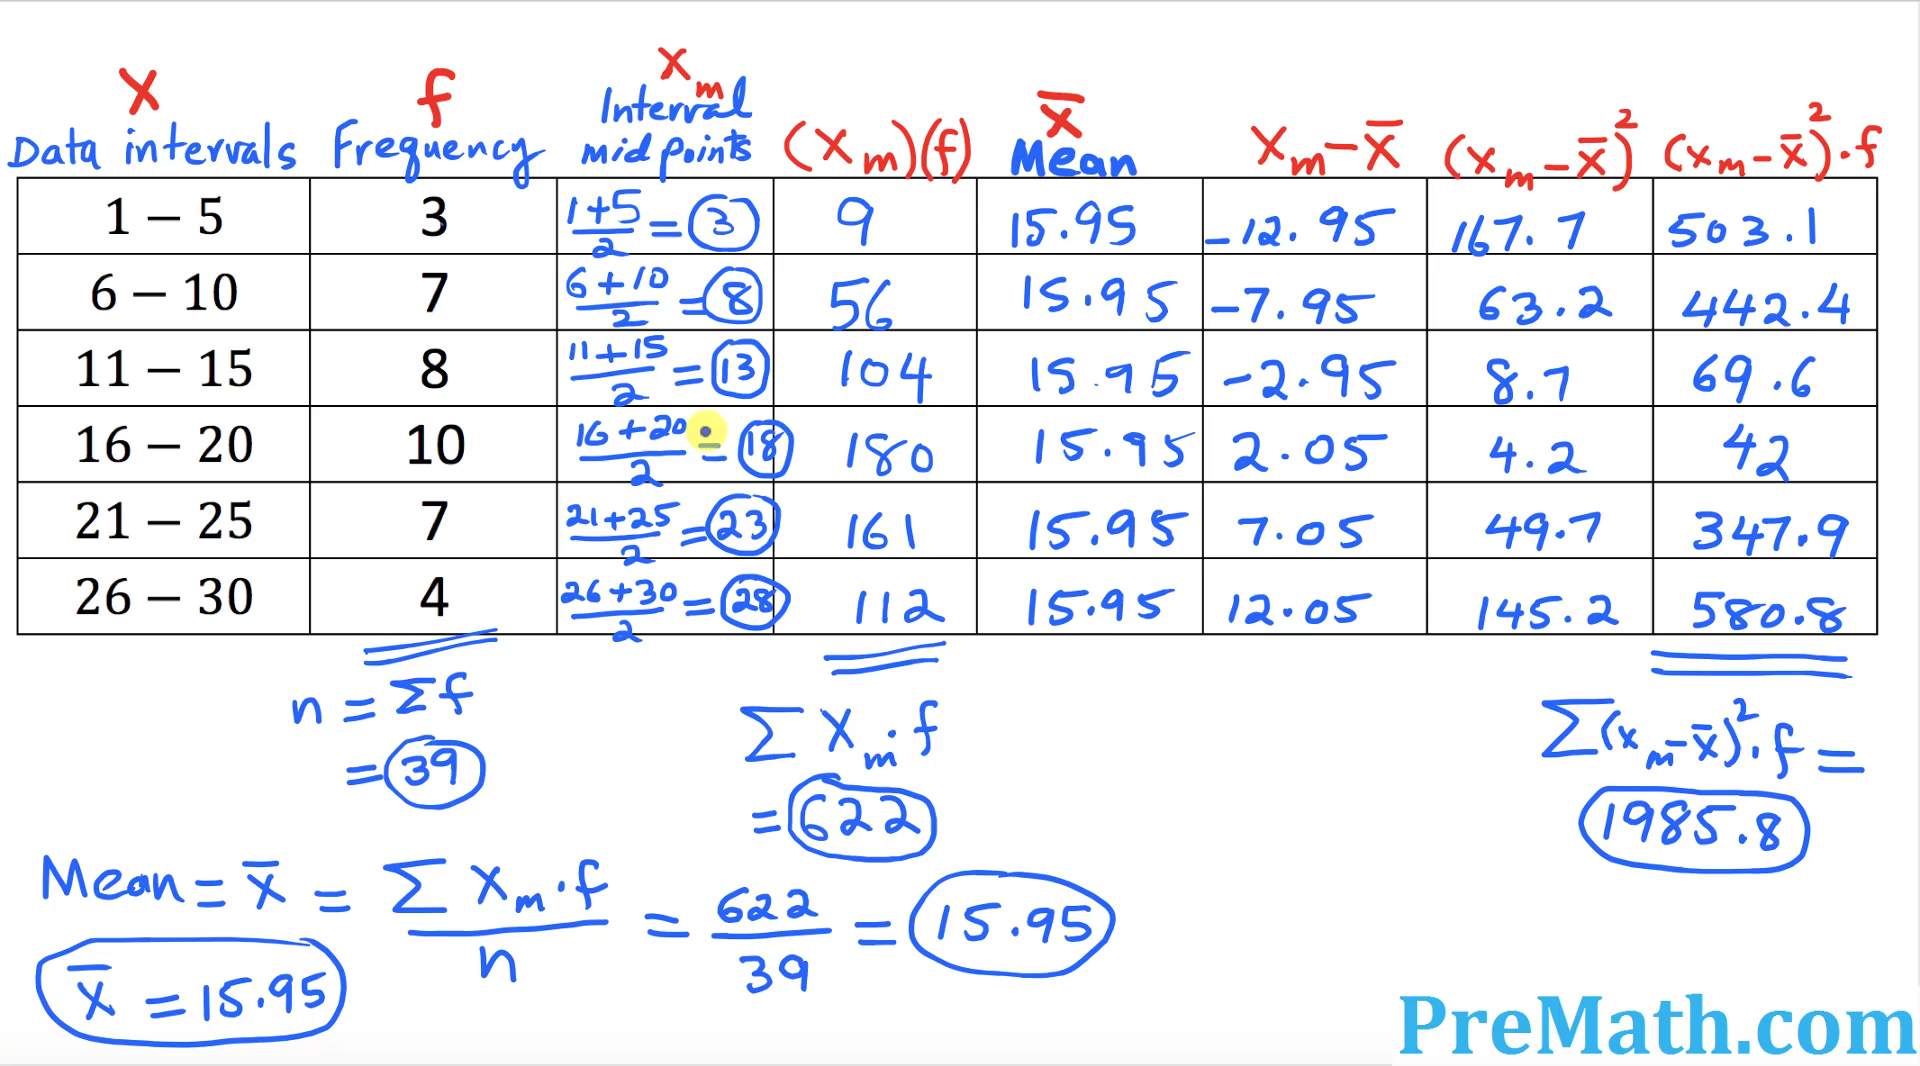 X f Xm x̄
Data intervals Frequency Interval midpoints (Xm)(f) Mean Xm − x̄ (xm − x̄)² (xm − x̄)²·f
1 − 5 3 (1+5)/2 = 3 9 15.95 −12.95 167.7 503.1
6 − 10 7 (6+10)/2 = 8 56 15.95 −7.95 63.2 442.4
11 − 15 8 (11+15)/2 = 13 104 15.95 −2.95 8.7 69.6
16 − 20 10 (16+20)/2 = 18 180 15.95 2.05 4.2 42
21 − 25 7 (21+25)/2 = 23 161 15.95 7.05 49.7 347.9
26 − 30 4 (26+30)/2 = 28 112 15.95 12.05 145.2 580.8
n = Σf
= 39
Σ Xm·f
= 622
Σ(xm − x̄)²·f =
1985.8
Mean = x̄ = (Σ Xm·f)/n = 622/39 = 15.95
x̄ = 15.95
PreMath.com